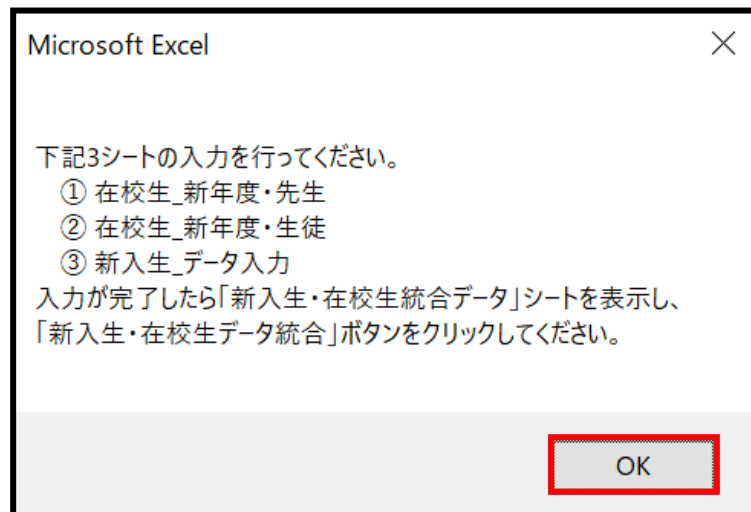 Microsoft Excel
下記3シートの入力を行ってください。
① 在校生_新年度・先生
② 在校生_新年度・生徒
③ 新入生_データ入力
入力が完了したら「新入生・在校生統合データ」シートを表示し、
「新入生・在校生データ統合」ボタンをクリックしてください。
OK